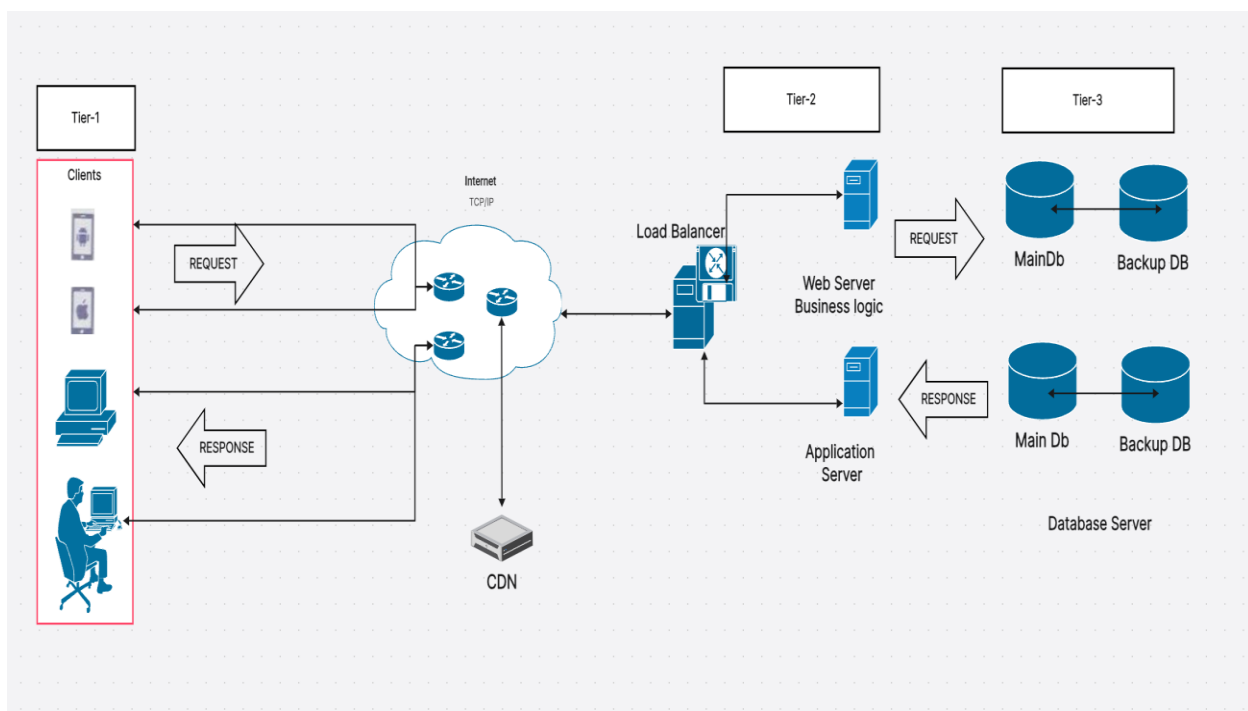 Tier-1
Clients
REQUEST
RESPONSE
Internet
TCP/IP
CDN
Load Balancer
Tier-2
Web Server
Business logic
Application
Server
REQUEST
RESPONSE
Tier-3
MainDb
Backup DB
Main Db
Backup DB
Database Server